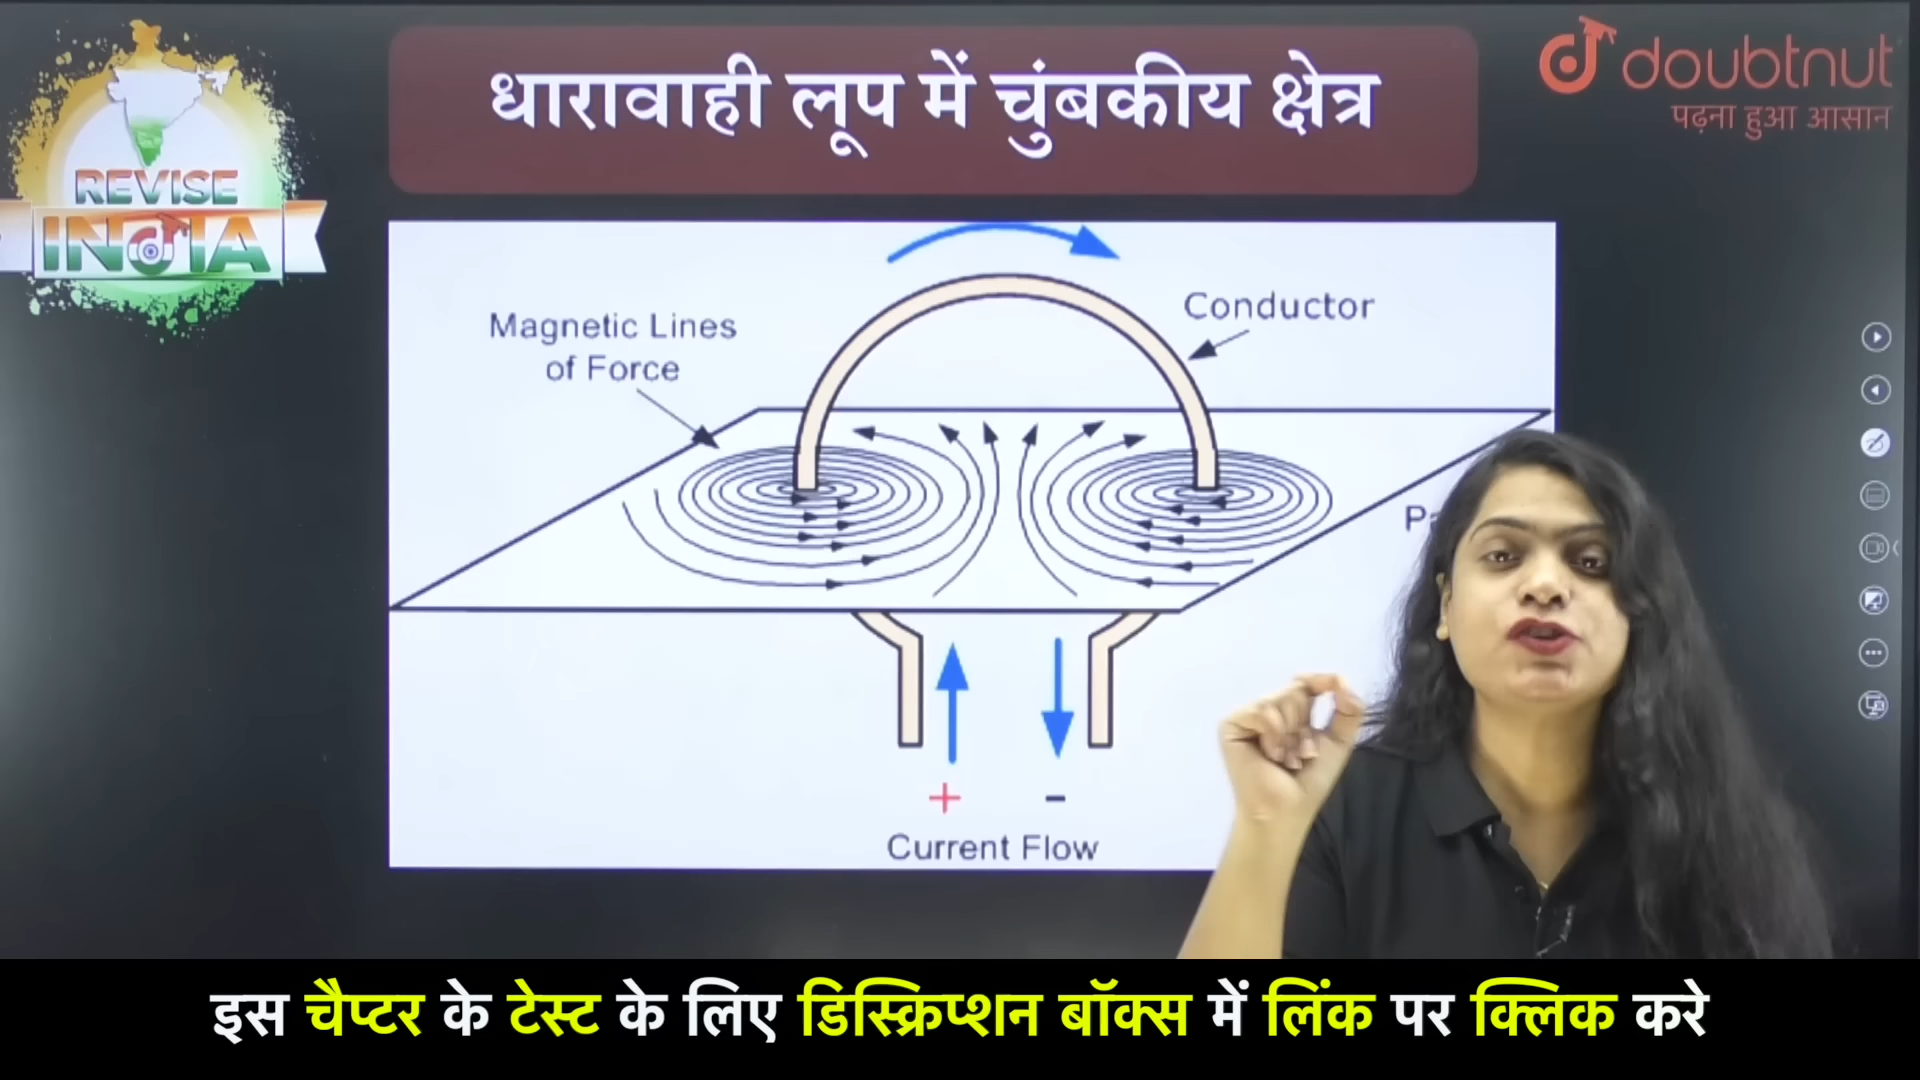 धारावाही लूप में चुंबकीय क्षेत्र
doubtnut
पढ़ना हुआ आसान
REVISE
INDIA
Magnetic Lines
of Force
Conductor
+
-
Current Flow
इस चैप्टर के टेस्ट के लिए डिस्क्रिप्शन बॉक्स में लिंक पर क्लिक करे